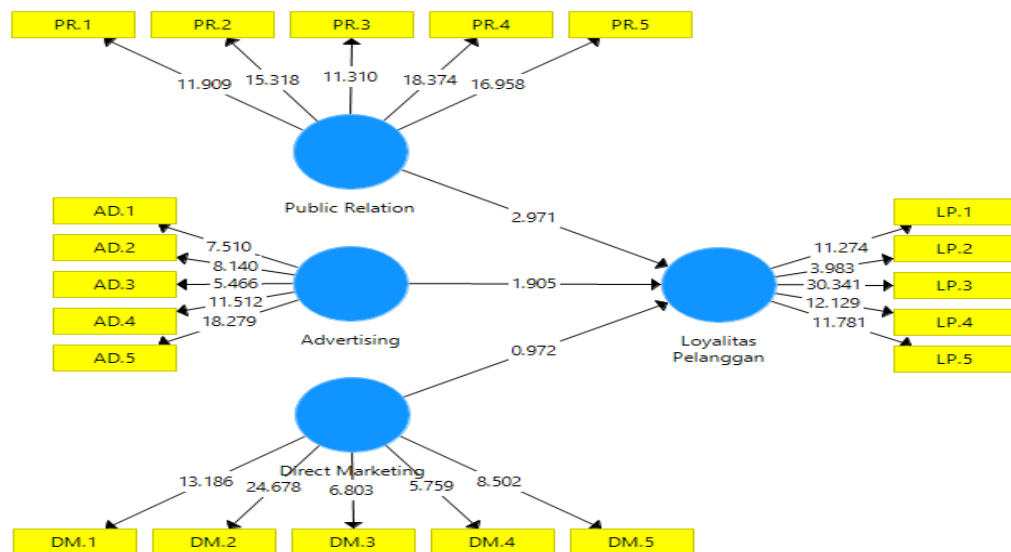 PR.1 PR.2 PR.3 PR.4 PR.5
11.909 15.318 11.310 18.374 16.958
Public Relation
2.971
AD.1
AD.2
AD.3
AD.4
AD.5
7.510
8.140
5.466
11.512
18.279
Advertising
1.905
0.972
Loyalitas
Pelanggan
11.274
3.983
30.341
12.129
11.781
LP.1
LP.2
LP.3
LP.4
LP.5
Direct Marketing
13.186 24.678 6.803 5.759 8.502
DM.1 DM.2 DM.3 DM.4 DM.5